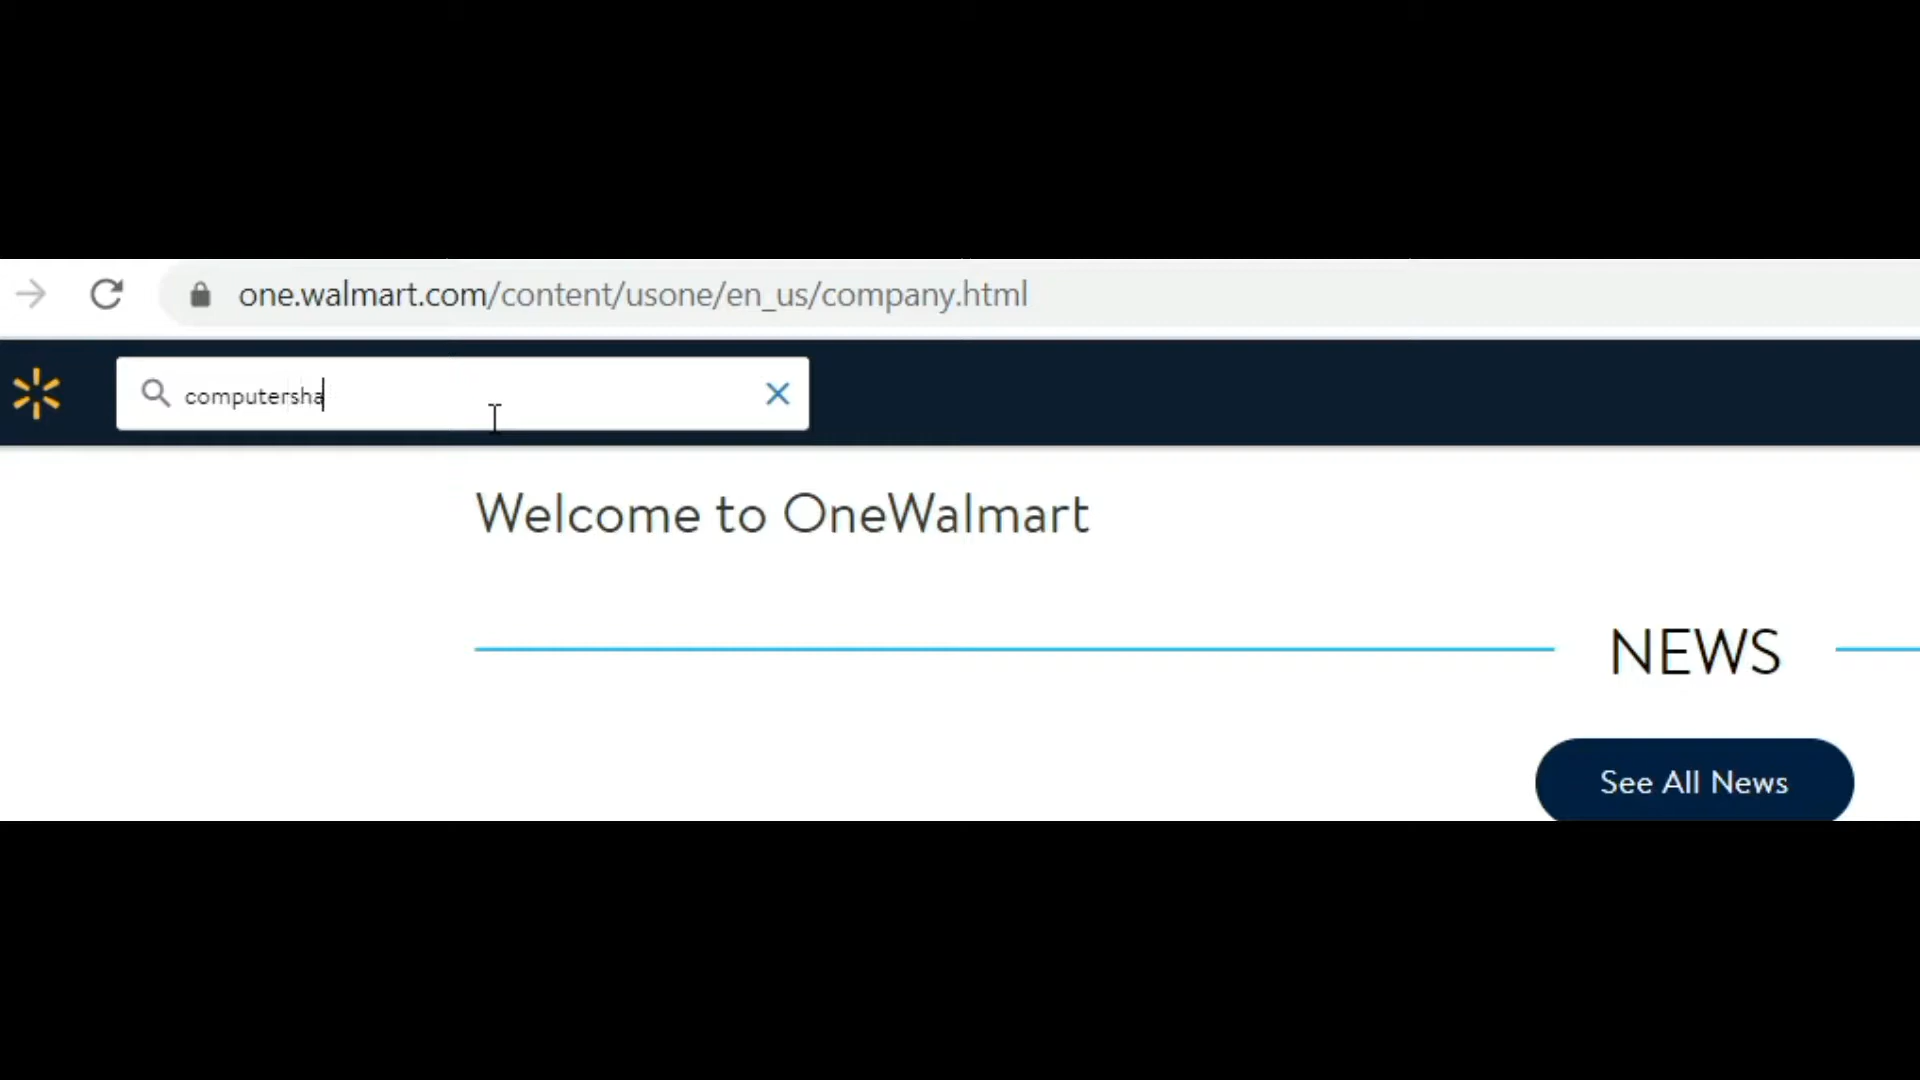 one.walmart.com/content/usone/en_us/company.html
computersha
Welcome to OneWalmart
NEWS
See All News